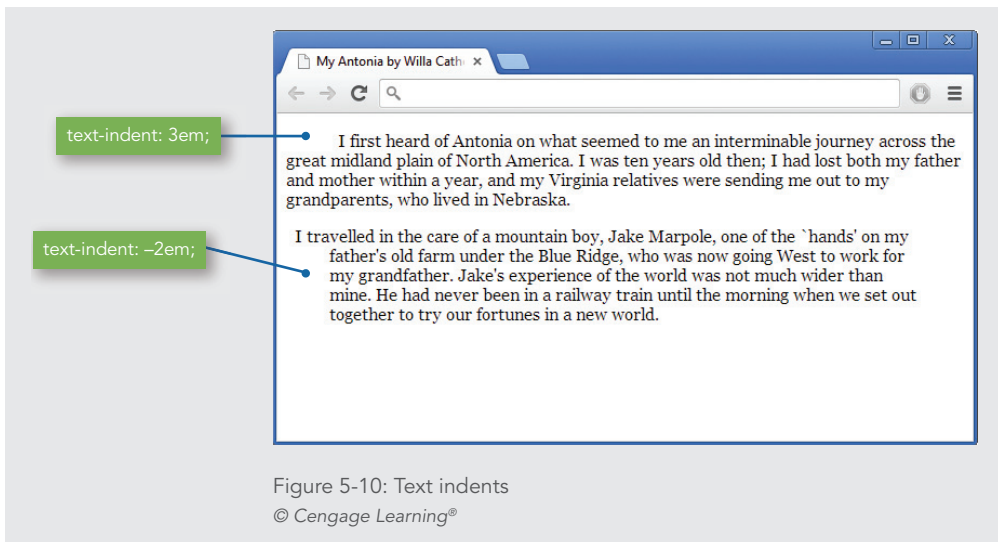 My Antonia by Willa Cath
text-indent: 3em;
I first heard of Antonia on what seemed to me an interminable journey across the
great midland plain of North America. I was ten years old then; I had lost both my father
and mother within a year, and my Virginia relatives were sending me out to my
grandparents, who lived in Nebraska.
text-indent: –2em;
I travelled in the care of a mountain boy, Jake Marpole, one of the `hands' on my
father's old farm under the Blue Ridge, who was now going West to work for
my grandfather. Jake's experience of the world was not much wider than
mine. He had never been in a railway train until the morning when we set out
together to try our fortunes in a new world.
Figure 5-10: Text indents
© Cengage Learning®